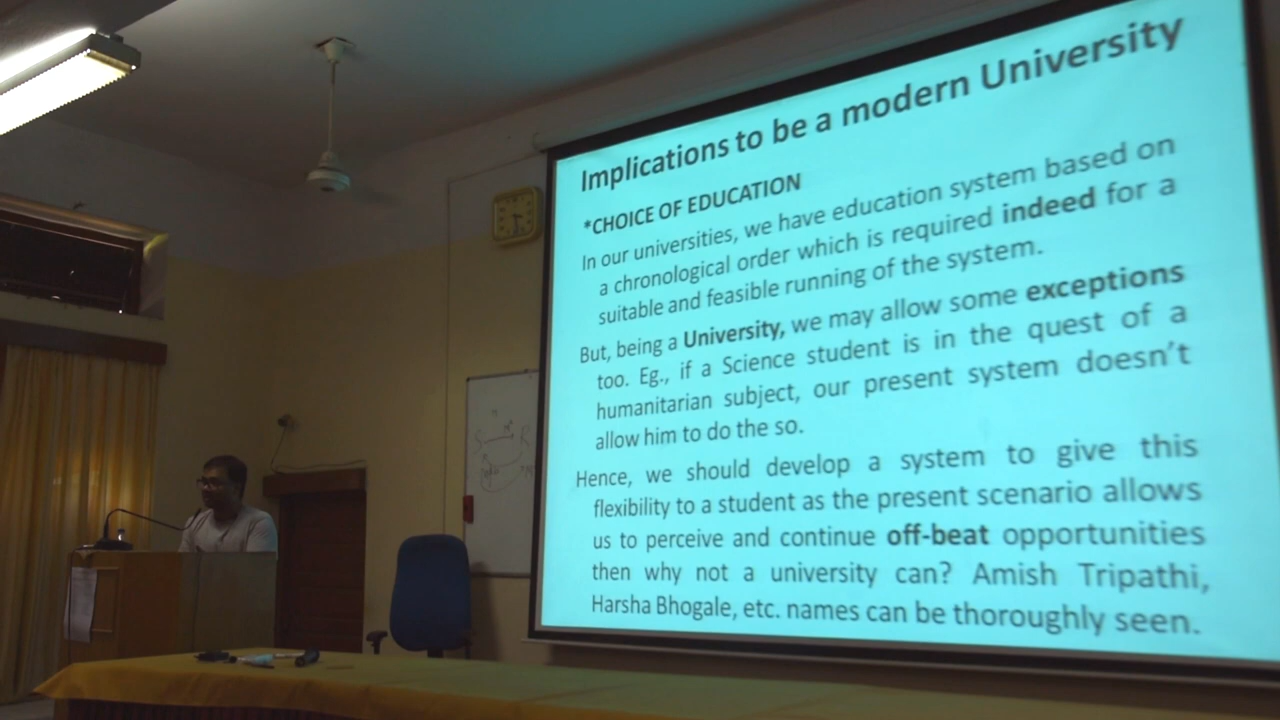 Implications to be a modern University
*CHOICE OF EDUCATION
In our universities, we have education system based on
a chronological order which is required indeed for a
suitable and feasible running of the system.
But, being a University, we may allow some exceptions
too. Eg., if a Science student is in the quest of a
humanitarian subject, our present system doesn't
allow him to do the so.
Hence, we should develop a system to give this
flexibility to a student as the present scenario allows
us to perceive and continue off-beat opportunities
then why not a university can? Amish Tripathi,
Harsha Bhogale, etc. names can be thoroughly seen.